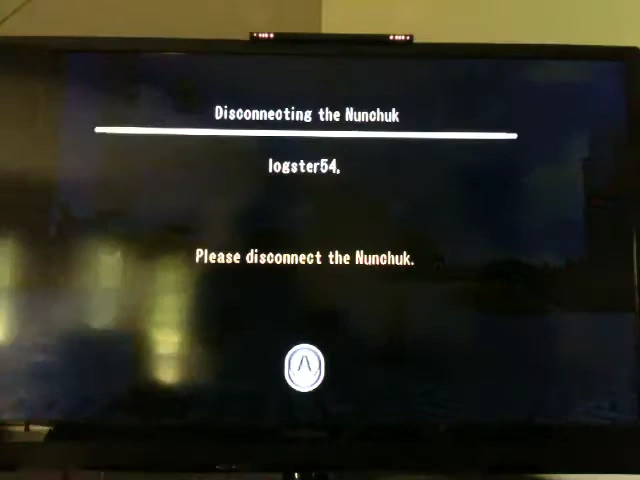 Disconnecting the Nunchuk
logster54,
Please disconnect the Nunchuk.
A